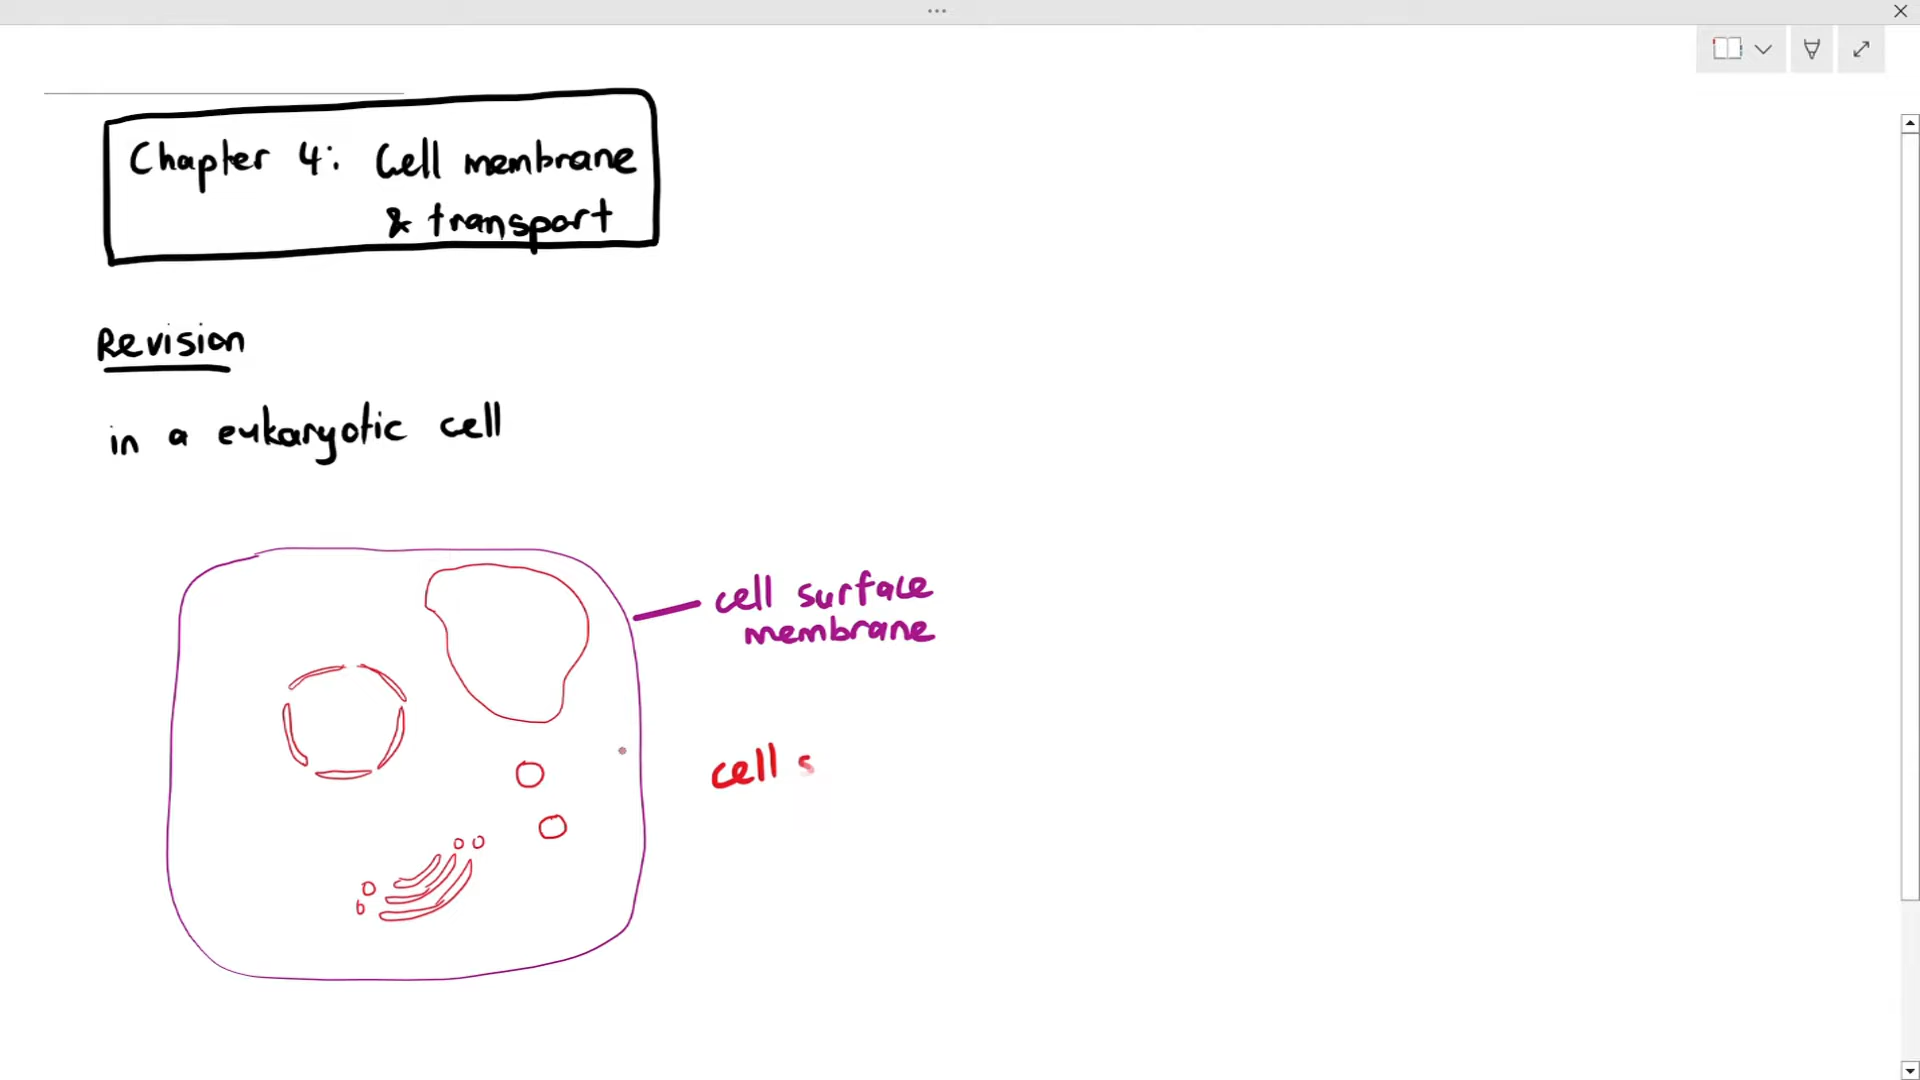 Chapter 4: Cell membrane
& transport
Revision
in a eukaryotic cell
cell surface
membrane
cell s